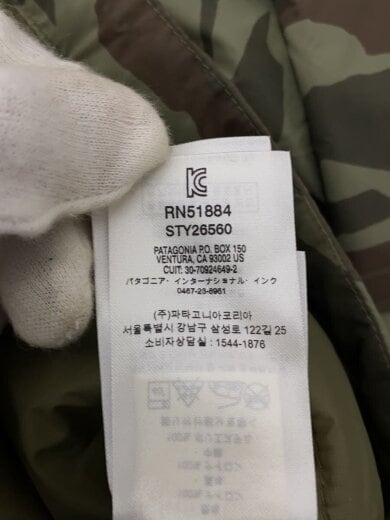 RN51884
STY26560
PATAGONIA P.O. BOX 150
VENTURA, CA 93002 US
CUIT: 30-70924649-2
パタゴニア・インターナショナル・インク
0467-23-8961
(주)파타고니아코리아
서울특별시 강남구 삼성로 122길 25
소비자상담실 : 1544-1876